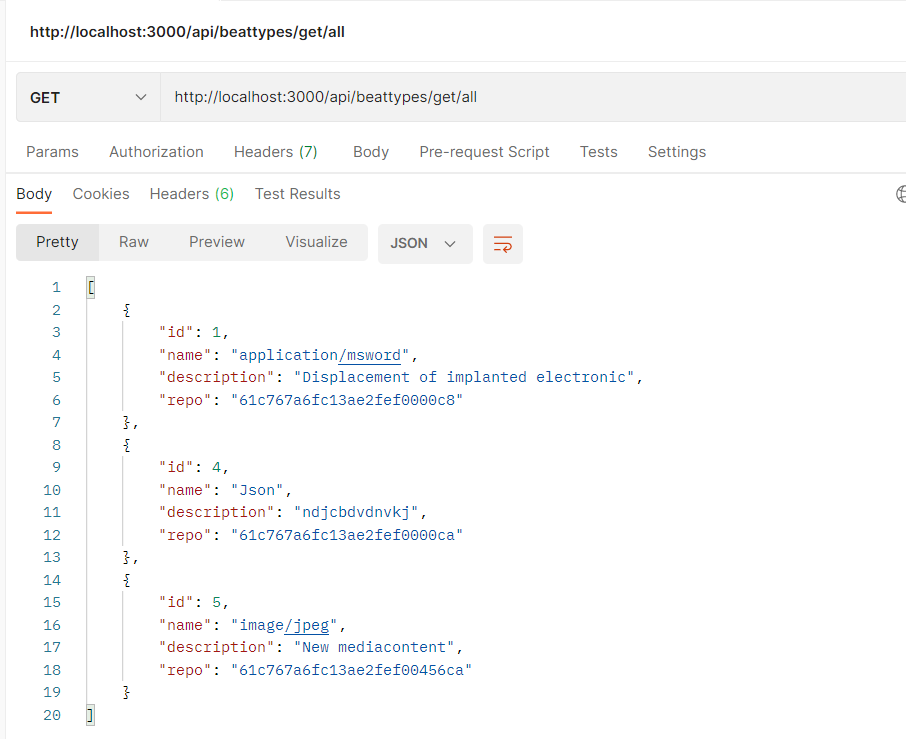 http://localhost:3000/api/beattypes/get/all
GET http://localhost:3000/api/beattypes/get/all
Params Authorization Headers (7) Body Pre-request Script Tests Settings
Body Cookies Headers (6) Test Results
Pretty Raw Preview Visualize JSON
1 [
2 {
3 "id": 1,
4 "name": "application/msword",
5 "description": "Displacement of implanted electronic",
6 "repo": "61c767a6fc13ae2fef0000c8"
7 },
8 {
9 "id": 4,
10 "name": "Json",
11 "description": "ndjcbdvdnvkj",
12 "repo": "61c767a6fc13ae2fef0000ca"
13 },
14 {
15 "id": 5,
16 "name": "image/jpeg",
17 "description": "New mediacontent",
18 "repo": "61c767a6fc13ae2fef00456ca"
19 }
20 ]